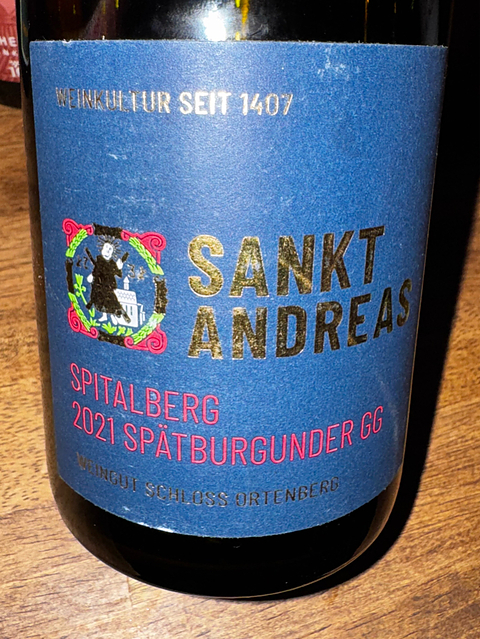 WEINKULTUR SEIT 1407
SANKT
ANDREAS
SPITALBERG
2021 SPÄTBURGUNDER GG
WEINGUT SCHLOSS ORTENBERG